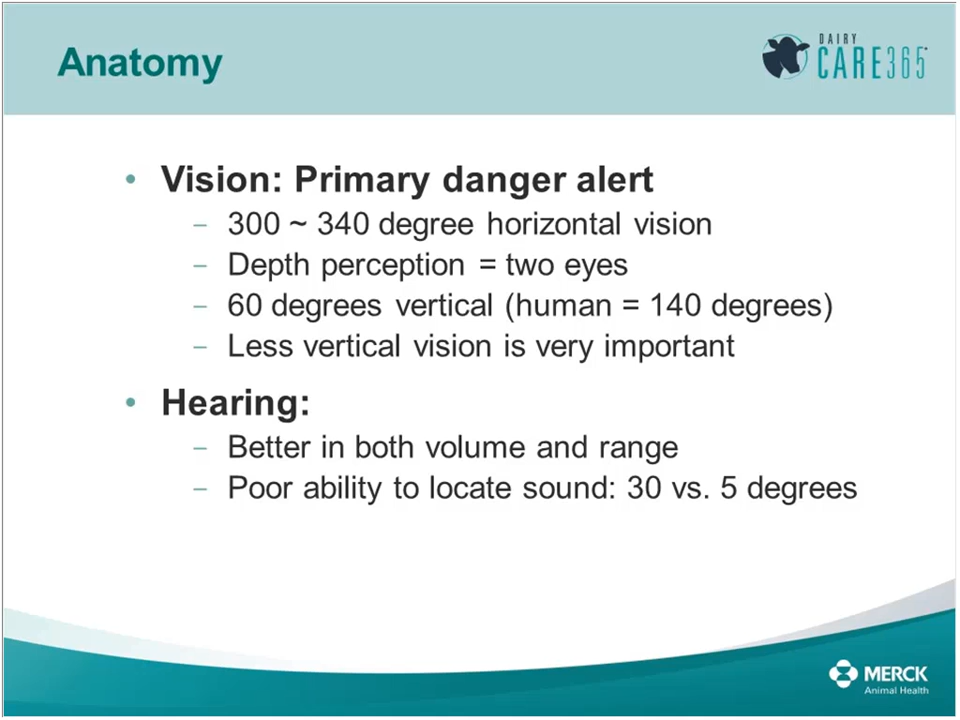 Anatomy
DAIRY
CARE365™
• Vision: Primary danger alert
– 300 ~ 340 degree horizontal vision
– Depth perception = two eyes
– 60 degrees vertical (human = 140 degrees)
– Less vertical vision is very important
• Hearing:
– Better in both volume and range
– Poor ability to locate sound: 30 vs. 5 degrees
MERCK
Animal Health